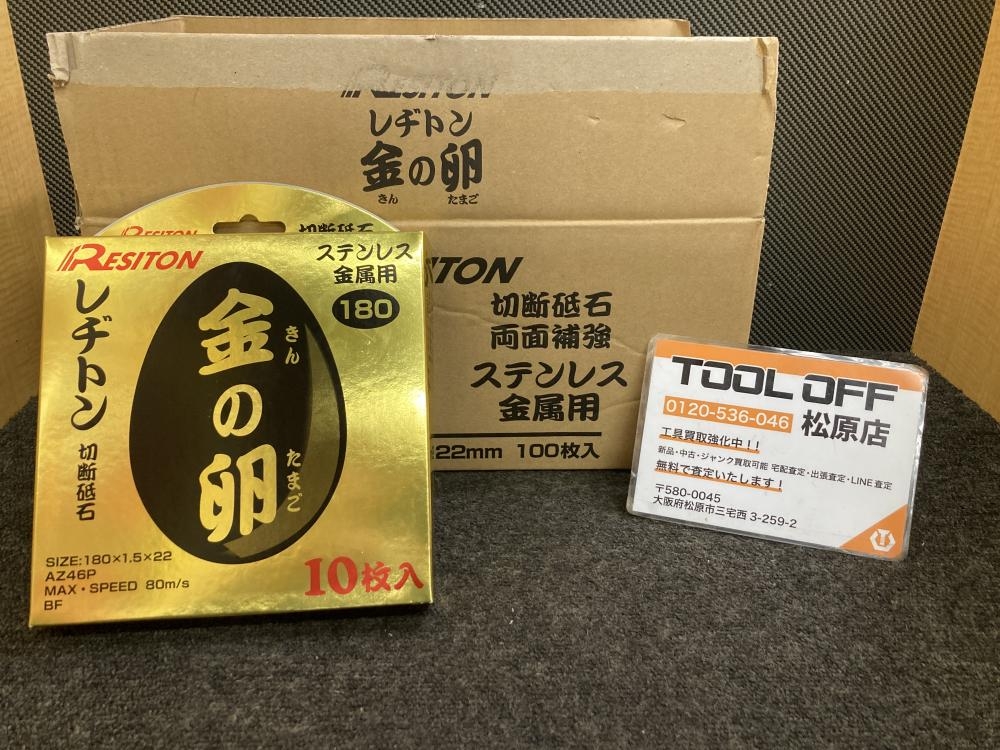 RESITON
レヂトン
金の卵
きん たまご
RESITON
切断砥石
両面補強
ステンレス
金属用
22mm 100枚入
RESITON
切断砥石
RESITON
ステンレス
金属用
180
レヂトン 切断砥石
金の卵
きん たまご
SIZE:180×1.5×22
AZ46P
MAX・SPEED 80m/s
BF
10枚入
TOOL OFF
0120-536-046 松原店
工具買取強化中!!
新品・中古・ジャンク買取可能 宅配査定・出張査定・LINE査定
無料で査定いたします!
〒580-0045
大阪府松原市三宅西 3-259-2